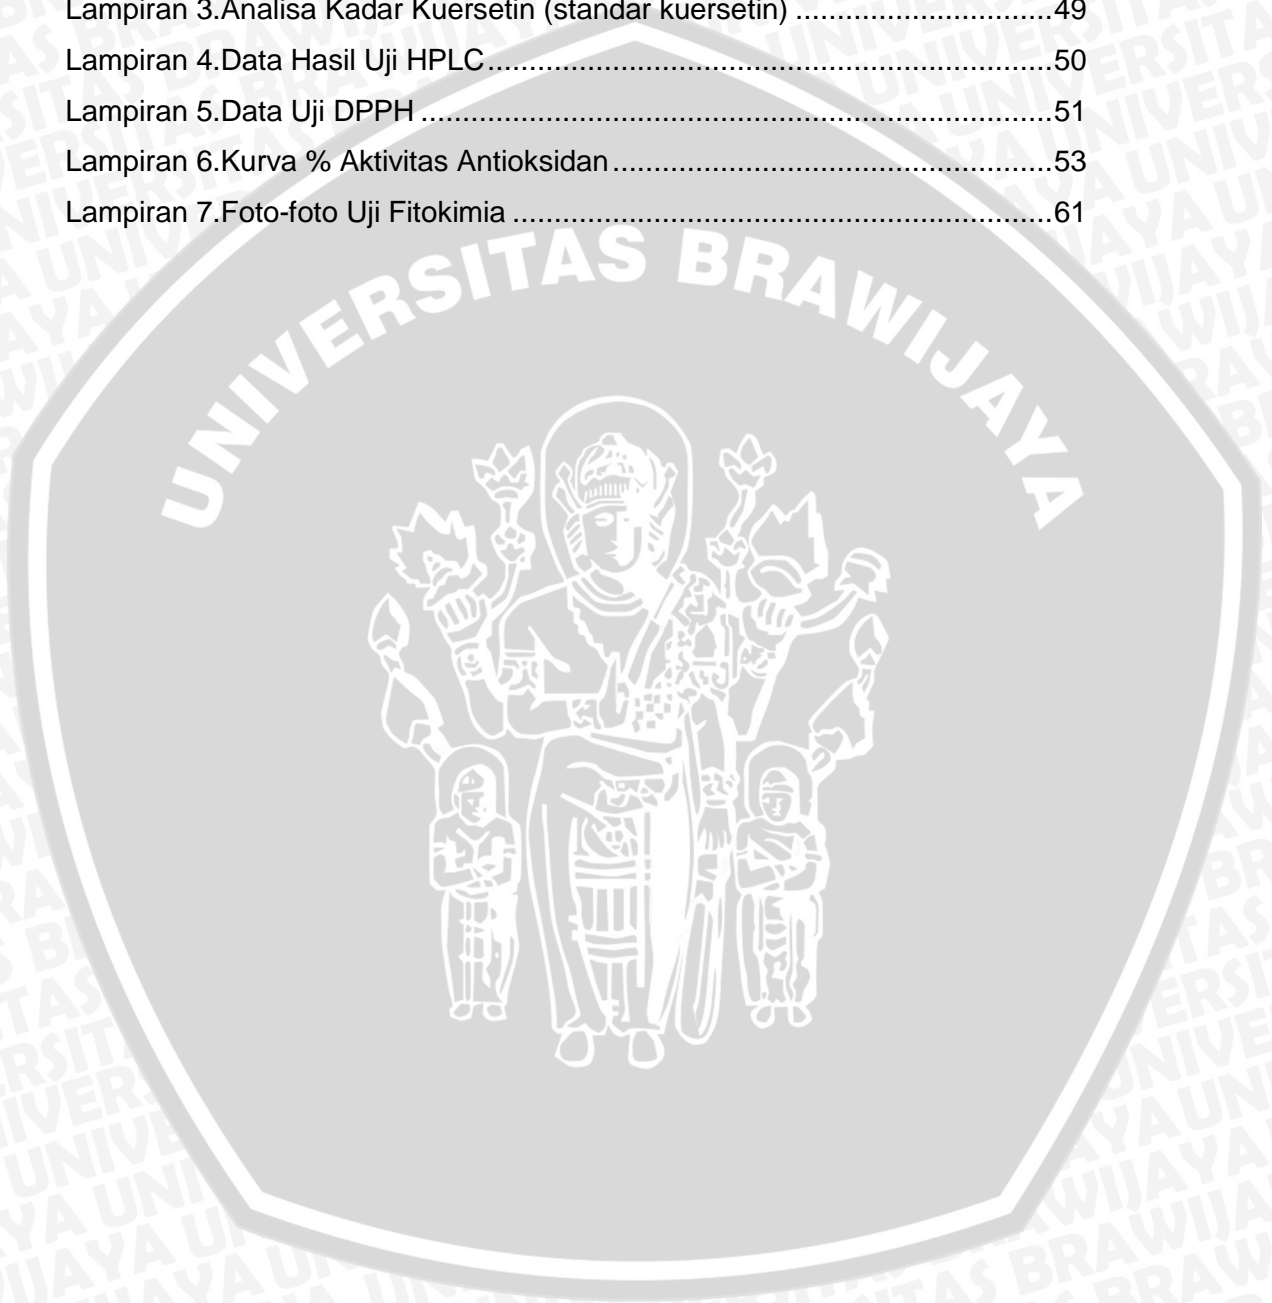 Lampiran 3.Analisa Kadar Kuersetin (standar kuersetin) ...............................49
Lampiran 4.Data Hasil Uji HPLC.....................................................................50
Lampiran 5.Data Uji DPPH .............................................................................51
Lampiran 6.Kurva % Aktivitas Antioksidan......................................................53
Lampiran 7.Foto-foto Uji Fitokimia ..................................................................61
UNIVERSITAS BRAWIJAYA